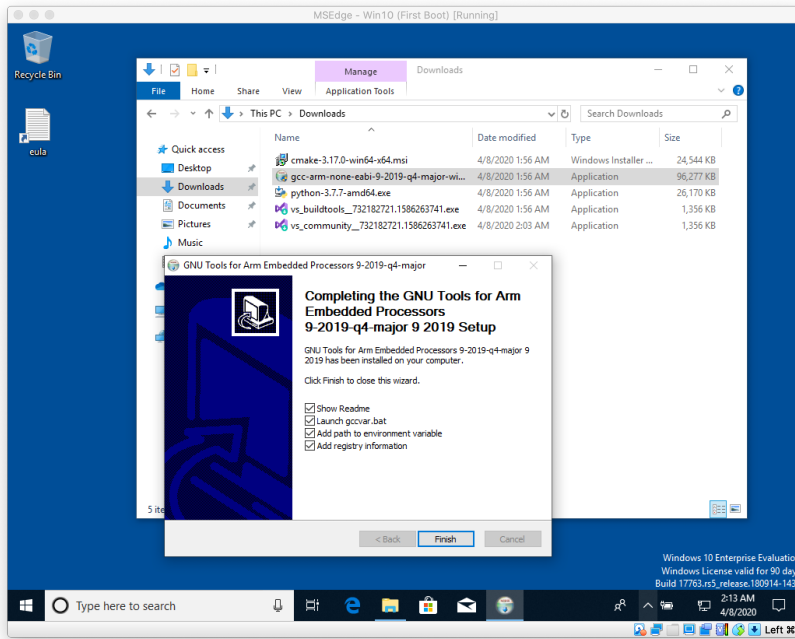 MSEdge - Win10 (First Boot) [Running]
Recycle Bin
eula
Manage
Downloads
File
Home
Share
View
Application Tools
This PC
Downloads
Search Downloads
Name
Date modified
Type
Size
Quick access
Desktop
Downloads
Documents
Pictures
Music
cmake-3.17.0-win64-x64.msi 4/8/2020 1:56 AM Windows Installer ... 24,544 KB
gcc-arm-none-eabi-9-2019-q4-major-wi... 4/8/2020 1:56 AM Application 96,277 KB
python-3.7.7-amd64.exe 4/8/2020 1:56 AM Application 26,170 KB
vs_buildtools__732182721.1586263741.exe 4/8/2020 1:56 AM Application 1,356 KB
vs_community__732182721.1586263741.exe 4/8/2020 2:03 AM Application 1,356 KB
GNU Tools for Arm Embedded Processors 9-2019-q4-major
Completing the GNU Tools for Arm
Embedded Processors
9-2019-q4-major 9 2019 Setup
GNU Tools for Arm Embedded Processors 9-2019-q4-major 9
2019 has been installed on your computer.
Click Finish to close this wizard.
Show Readme
Launch gccvar.bat
Add path to environment variable
Add registry information
5 ite
< Back
Finish
Cancel
Windows 10 Enterprise Evaluatio
Windows License valid for 90 day
Build 17763.rs5_release.180914-143
Type here to search
2:13 AM
4/8/2020
Left ⌘